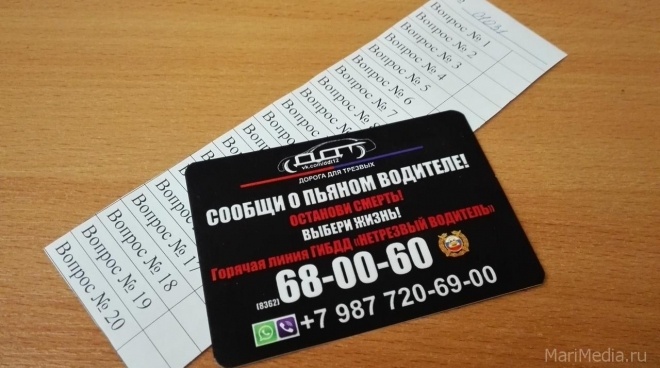 Вопрос № 1
Вопрос № 2
Вопрос № 3
Вопрос № 4
Вопрос № 5
Вопрос № 6
Вопрос № 7
Вопрос № 17
Вопрос № 18
Вопрос № 19
Вопрос № 20
ДДТ
vk.com/ddt12
ДОРОГА ДЛЯ ТРЕЗВЫХ
СООБЩИ О ПЬЯНОМ ВОДИТЕЛЕ!
ОСТАНОВИ СМЕРТЬ!
ВЫБЕРИ ЖИЗНЬ!
Горячая линия ГИБДД «НЕТРЕЗВЫЙ ВОДИТЕЛЬ»
(8362) 68-00-60
+7 987 720-69-00
MariMedia.ru